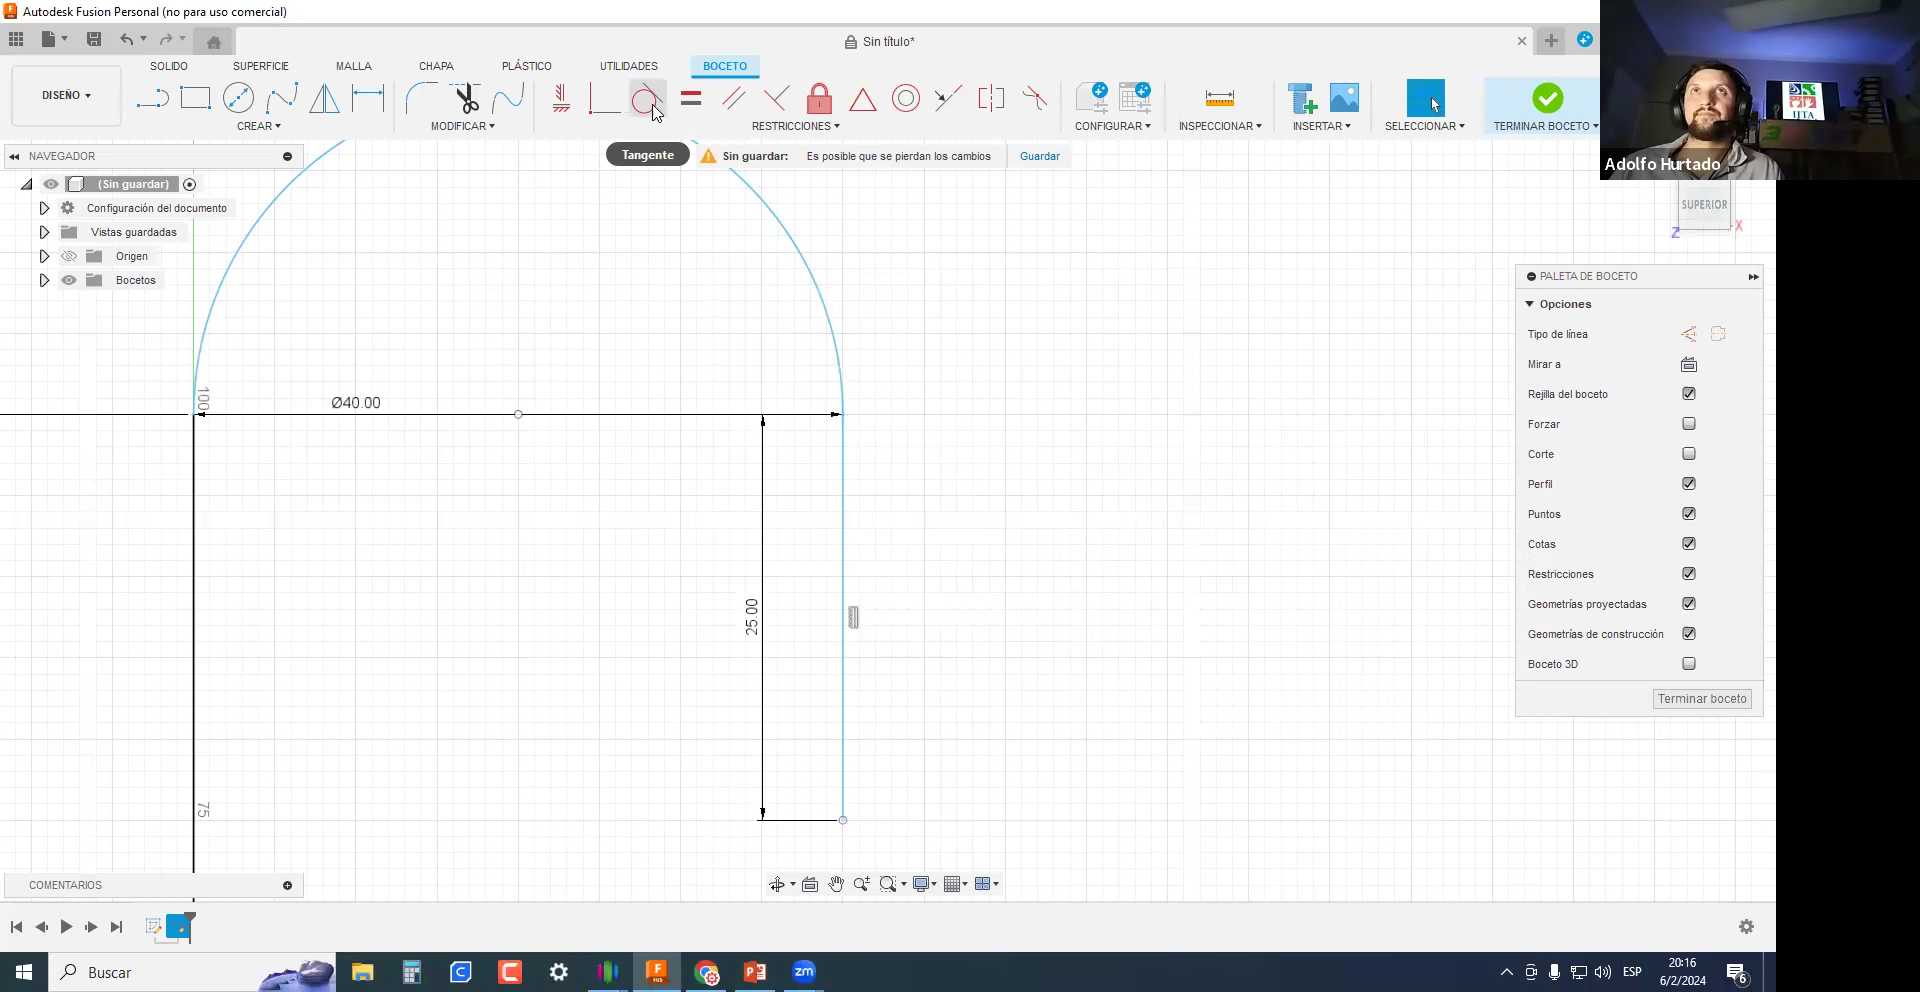 Autodesk Fusion Personal (no para uso comercial)
Sin título*
DISEÑO
SOLIDO
SUPERFICIE
MALLA
CHAPA
PLÁSTICO
UTILIDADES
BOCETO
CREAR
MODIFICAR
RESTRICCIONES
CONFIGURAR
INSPECCIONAR
INSERTAR
SELECCIONAR
TERMINAR BOCETO
IITA
Adolfo Hurtado
NAVEGADOR
Tangente
Sin guardar: Es posible que se pierdan los cambios Guardar
(Sin guardar)
Configuración del documento
Vistas guardadas
Origen
Bocetos
SUPERIOR
Z
X
PALETA DE BOCETO
Opciones
Tipo de línea
Mirar a
Rejilla del boceto
Forzar
Corte
Perfil
Puntos
Cotas
Restricciones
Geometrías proyectadas
Geometrías de construcción
Boceto 3D
Terminar boceto
100
Ø40.00
25.00
75
COMENTARIOS
Buscar
F
FUS
P
zm
ESP
20:16
6/2/2024
6